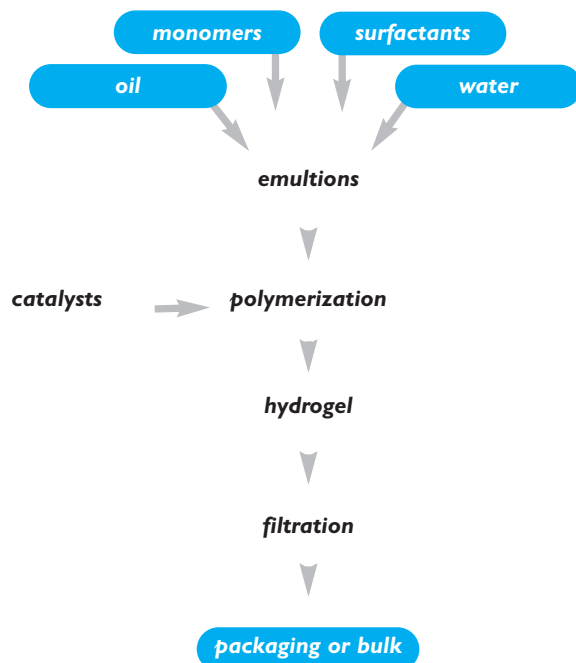 monomers
surfactants
oil
water
emultions
catalysts
polymerization
hydrogel
filtration
packaging or bulk